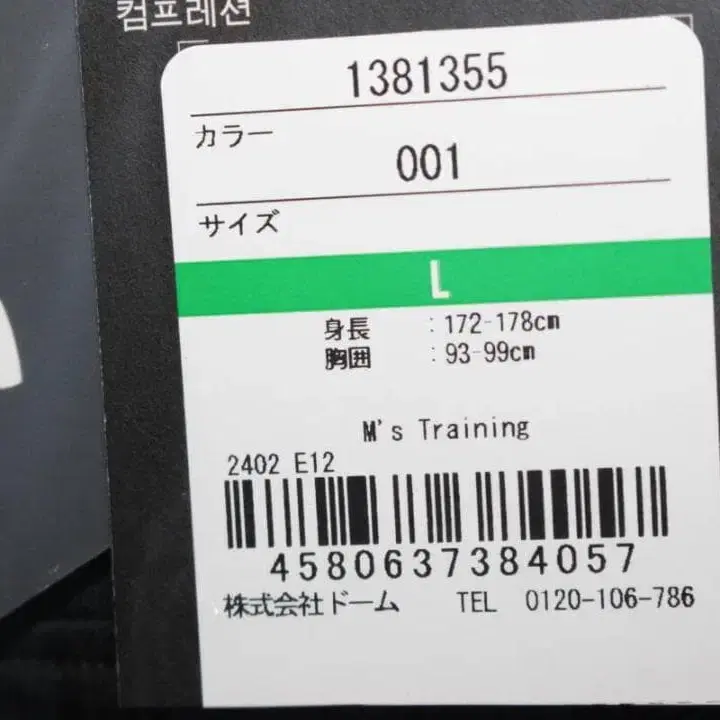 컴프레션
1381355
カラー
001
サイズ
L
身長 : 172-178cm
胸囲 : 93-99cm
M's Training
2402 E12
4580637384057
株式会社ドーム TEL 0120-106-786